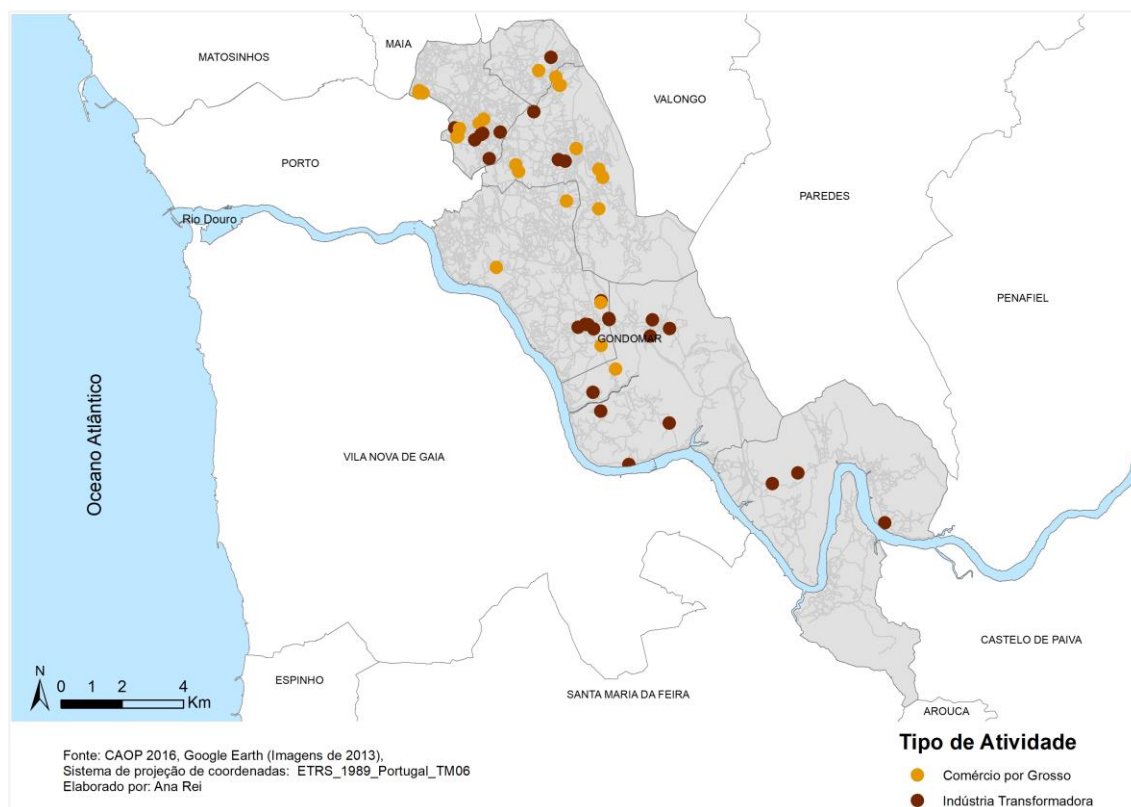 MAIA
MATOSINHOS
VALONGO
PORTO
PAREDES
Rio Douro
PENAFIEL
GONDOMAR
Oceano Atlântico
VILA NOVA DE GAIA
CASTELO DE PAIVA
ESPINHO
SANTA MARIA DA FEIRA
AROUCA
N
0 1 2 4
Km
Fonte: CAOP 2016, Google Earth (Imagens de 2013),
Sistema de projeção de coordenadas: ETRS_1989_Portugal_TM06
Elaborado por: Ana Rei
Tipo de Atividade
Comércio por Grosso
Indústria Transformadora